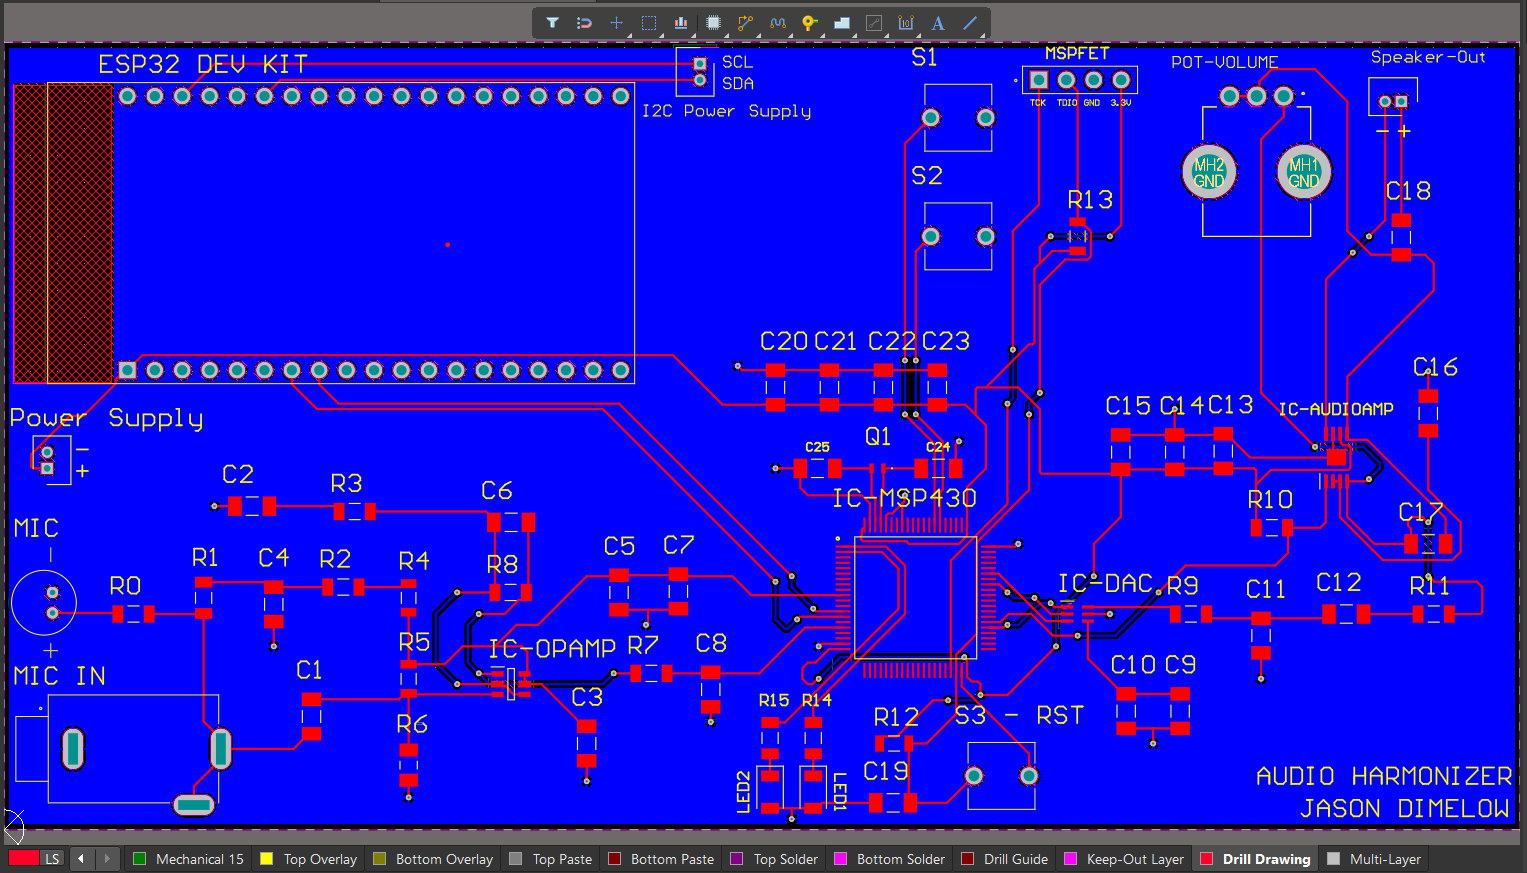 ESP32 DEV KIT
SCL
SDA
I2C Power Supply
S1
MSPFET
TCK TDIO GND 3.3V
POT-VOLUME
Speaker-Out
- +
MH2
GND
MH1
GND
S2
R13
C18
C20 C21 C22 C23
C16
Power Supply
-
+
C15 C14 C13
IC-AUDIOAMP
C25
Q1
C24
C2
R3
C6
IC-MSP430
R10
C17
MIC
-
+
R0
R1
C4
R2
R4
R8
C5
C7
IC-DAC
R9
C11
C12
R11
R5
IC-OPAMP
R7
C8
MIC IN
C1
C3
C10 C9
R6
R15 R14
R12
S3 - RST
C19
LED2
LED1
AUDIO HARMONIZER
JASON DIMELOW
LS
Mechanical 15
Top Overlay
Bottom Overlay
Top Paste
Bottom Paste
Top Solder
Bottom Solder
Drill Guide
Keep-Out Layer
Drill Drawing
Multi-Layer